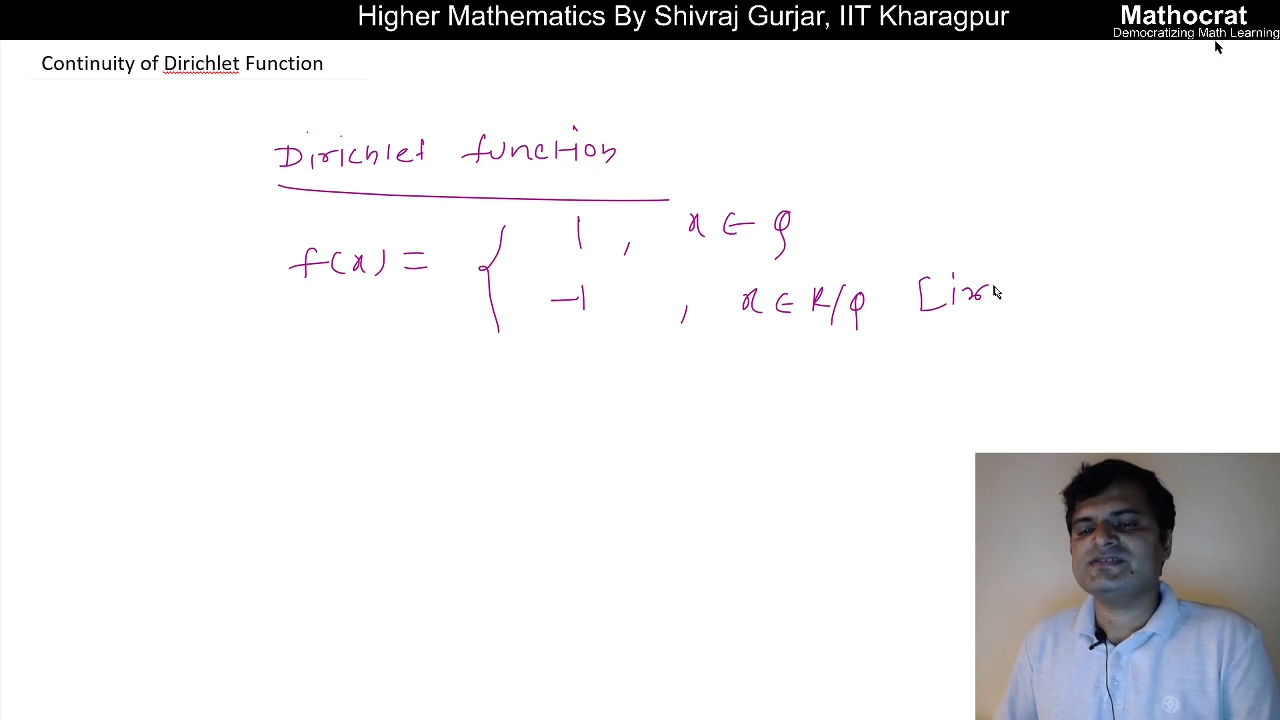 Higher Mathematics By Shivraj Gurjar, IIT Kharagpur
Mathocrat
Democratizing Math Learning
Continuity of Dirichlet Function
Dirichlet function
f(x) = { 1 , x ∈ Q
-1 , x ∈ R/Q [irr